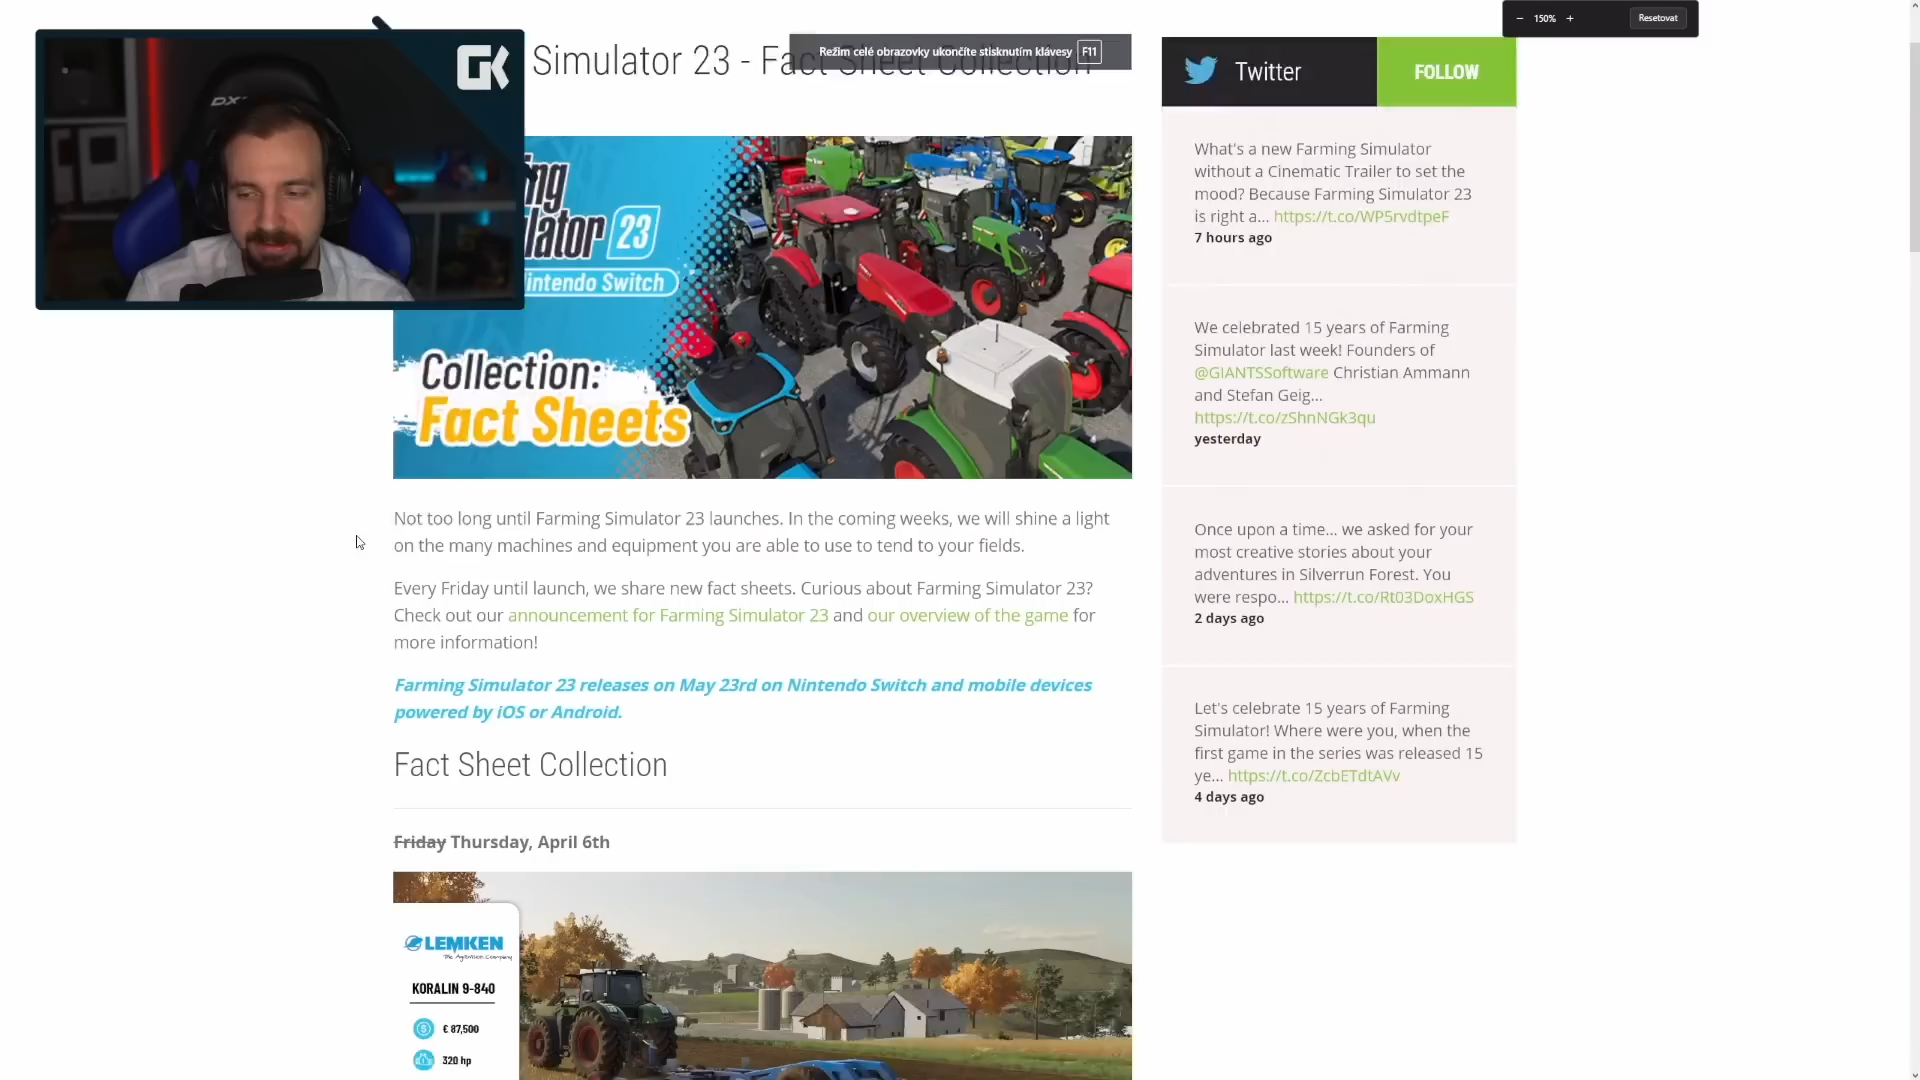 Simulator 23 - Fact Sheet Collection
Režim celé obrazovky ukončíte stisknutím klávesy F11
150%
Resetovat
GK
DX
ng
lator 23
intendo Switch
Collection:
Fact Sheets
Not too long until Farming Simulator 23 launches. In the coming weeks, we will shine a light
on the many machines and equipment you are able to use to tend to your fields.
Every Friday until launch, we share new fact sheets. Curious about Farming Simulator 23?
Check out our announcement for Farming Simulator 23 and our overview of the game for
more information!
Farming Simulator 23 releases on May 23rd on Nintendo Switch and mobile devices
powered by iOS or Android.
Fact Sheet Collection
Friday Thursday, April 6th
LEMKEN
The Agrovision Company
KORALIN 9-840
€ 87,500
320 hp
Twitter
FOLLOW
What's a new Farming Simulator
without a Cinematic Trailer to set the
mood? Because Farming Simulator 23
is right a... https://t.co/WP5rvdtpeF
7 hours ago
We celebrated 15 years of Farming
Simulator last week! Founders of
@GIANTSSoftware Christian Ammann
and Stefan Geig...
https://t.co/zShnNGk3qu
yesterday
Once upon a time... we asked for your
most creative stories about your
adventures in Silverrun Forest. You
were respo... https://t.co/Rt03DoxHGS
2 days ago
Let's celebrate 15 years of Farming
Simulator! Where were you, when the
first game in the series was released 15
ye... https://t.co/ZcbETdtAVv
4 days ago